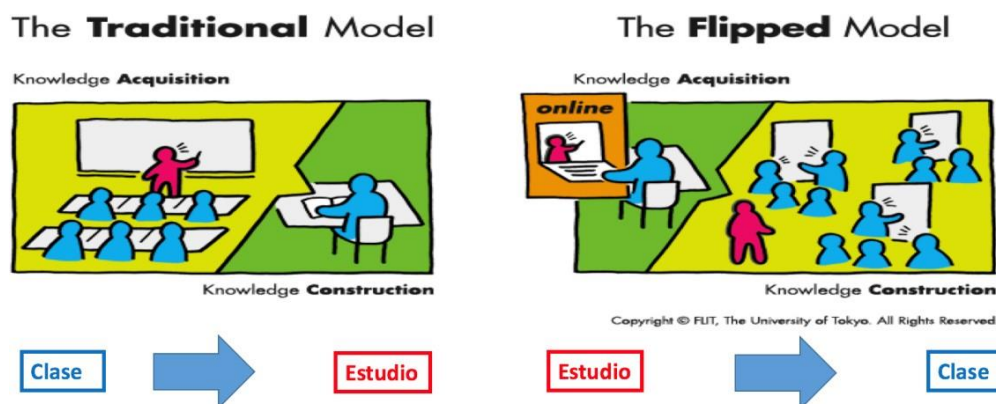 The Traditional Model
Knowledge Acquisition
Knowledge Construction
The Flipped Model
Knowledge Acquisition
online
Knowledge Construction
Copyright © FLIT, The University of Tokyo. All Rights Reserved
Clase
Estudio
Estudio
Clase